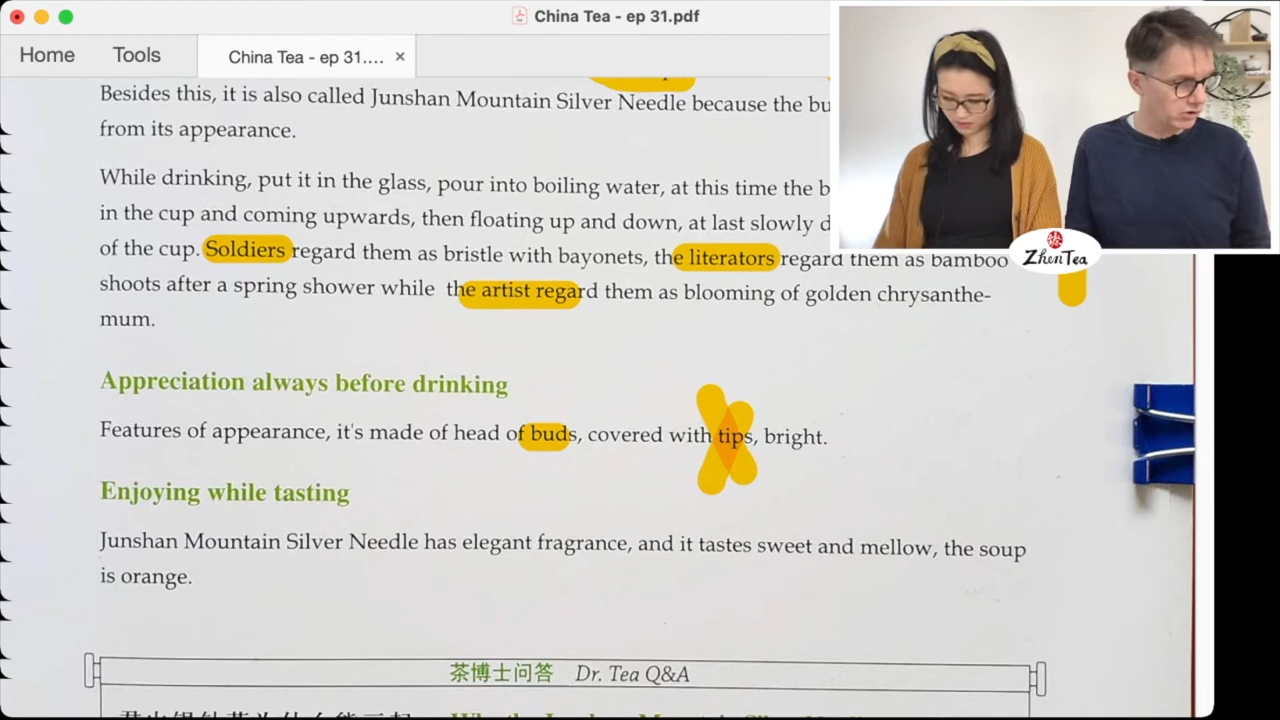 China Tea - ep 31.pdf
Home Tools China Tea - ep 31.... ×
Besides this, it is also called Junshan Mountain Silver Needle because the bu
from its appearance.
While drinking, put it in the glass, pour into boiling water, at this time the b
in the cup and coming upwards, then floating up and down, at last slowly d
of the cup. Soldiers regard them as bristle with bayonets, the literators regard them as bamboo
shoots after a spring shower while the artist regard them as blooming of golden chrysanthe-
mum.
ZhenTea
Appreciation always before drinking
Features of appearance, it's made of head of buds, covered with tips, bright.
Enjoying while tasting
Junshan Mountain Silver Needle has elegant fragrance, and it tastes sweet and mellow, the soup
is orange.
茶博士问答 Dr. Tea Q&A